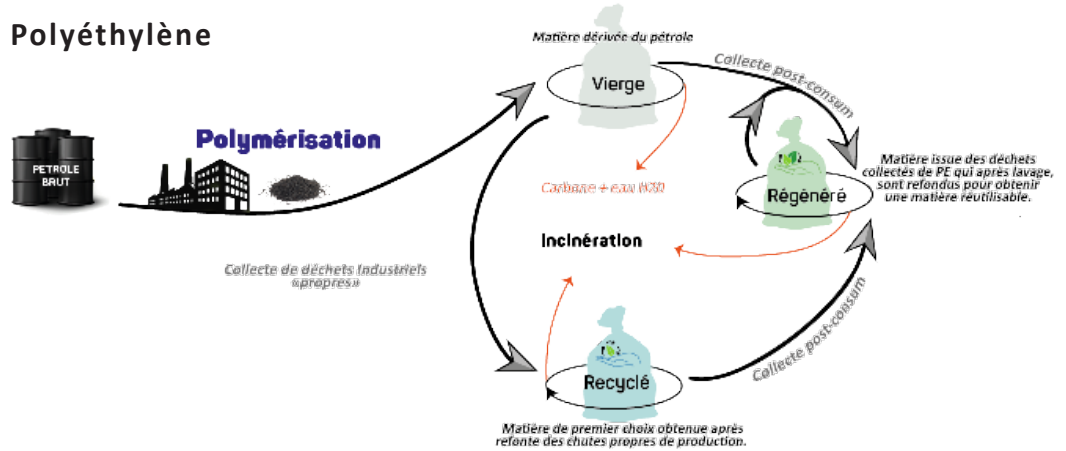 Polyéthylène
Matière dérivée du pétrole
Vierge
Collecte post-consum
Polymérisation
PETROLE
BRUT
Matière issue des déchets
collectés de PE qui après lavage,
sont refondus pour obtenir
une matière réutilisable.
Régénéré
+ eau
Incinération
Collecte de déchets industriels
«propres»
Collecte post-consum
Recyclé
Matière de premier choix obtenue après
refonte des chutes propres de production.